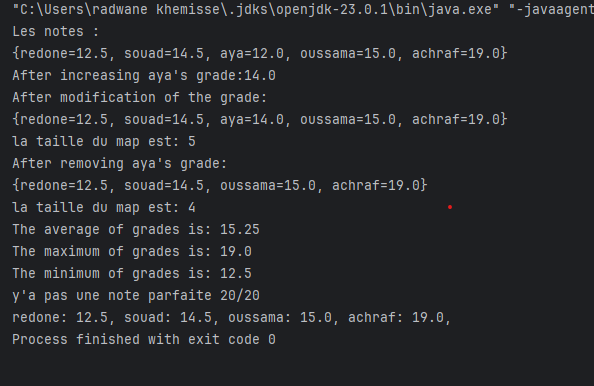 "C:\Users\radwane khemisse\.jdks\openjdk-23.0.1\bin\java.exe" "-javaagent
Les notes :
{redone=12.5, souad=14.5, aya=12.0, oussama=15.0, achraf=19.0}
After increasing aya's grade:14.0
After modification of the grade:
{redone=12.5, souad=14.5, aya=14.0, oussama=15.0, achraf=19.0}
la taille du map est: 5
After removing aya's grade:
{redone=12.5, souad=14.5, oussama=15.0, achraf=19.0}
la taille du map est: 4
The average of grades is: 15.25
The maximum of grades is: 19.0
The minimum of grades is: 12.5
y'a pas une note parfaite 20/20
redone: 12.5, souad: 14.5, oussama: 15.0, achraf: 19.0,
Process finished with exit code 0